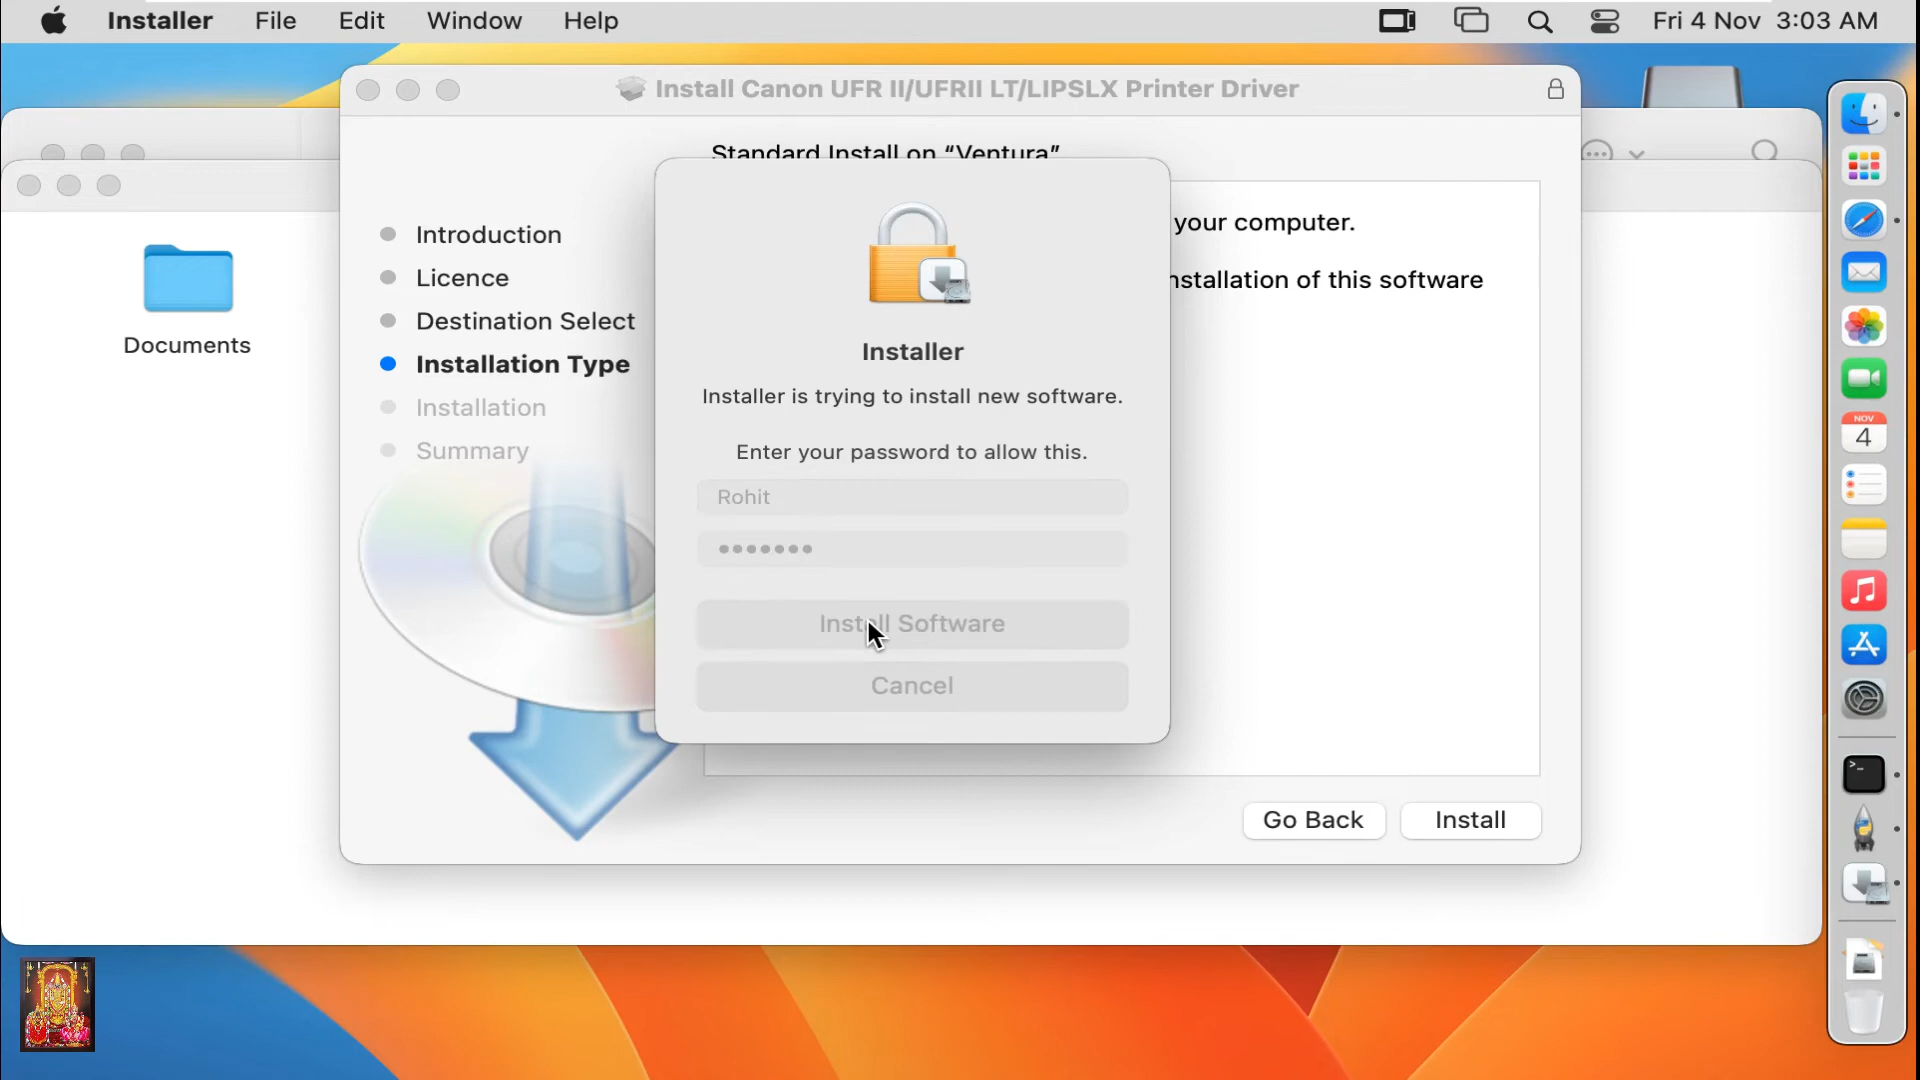 Installer File Edit Window Help Fri 4 Nov 3:03 AM
Install Canon UFR II/UFRII LT/LIPSLX Printer Driver
Standard Install on “Ventura”
your computer.
nstallation of this software
Introduction
Licence
Destination Select
Installation Type
Installation
Summary
Documents
Installer
Installer is trying to install new software.
Enter your password to allow this.
Rohit
•••••••
Install Software
Cancel
Go Back Install
NOV
4
>_